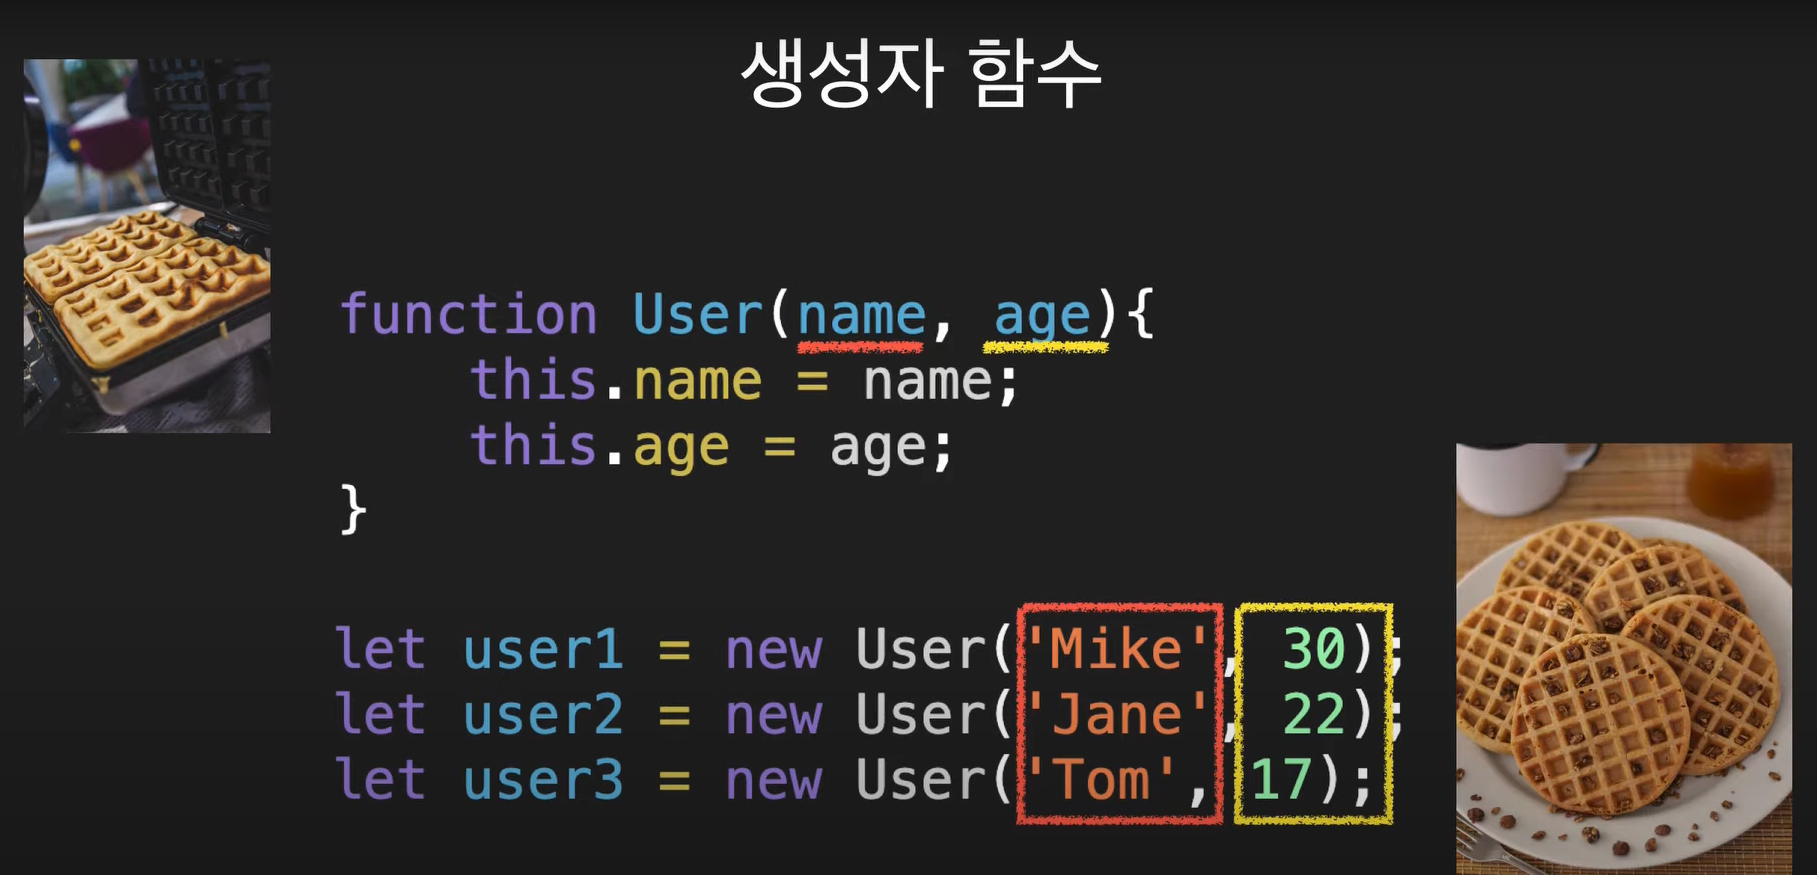 생성자 함수
function User(name, age){
this.name = name;
this.age = age;
}
let user1 = new User('Mike', 30);
let user2 = new User('Jane', 22);
let user3 = new User('Tom', 17);